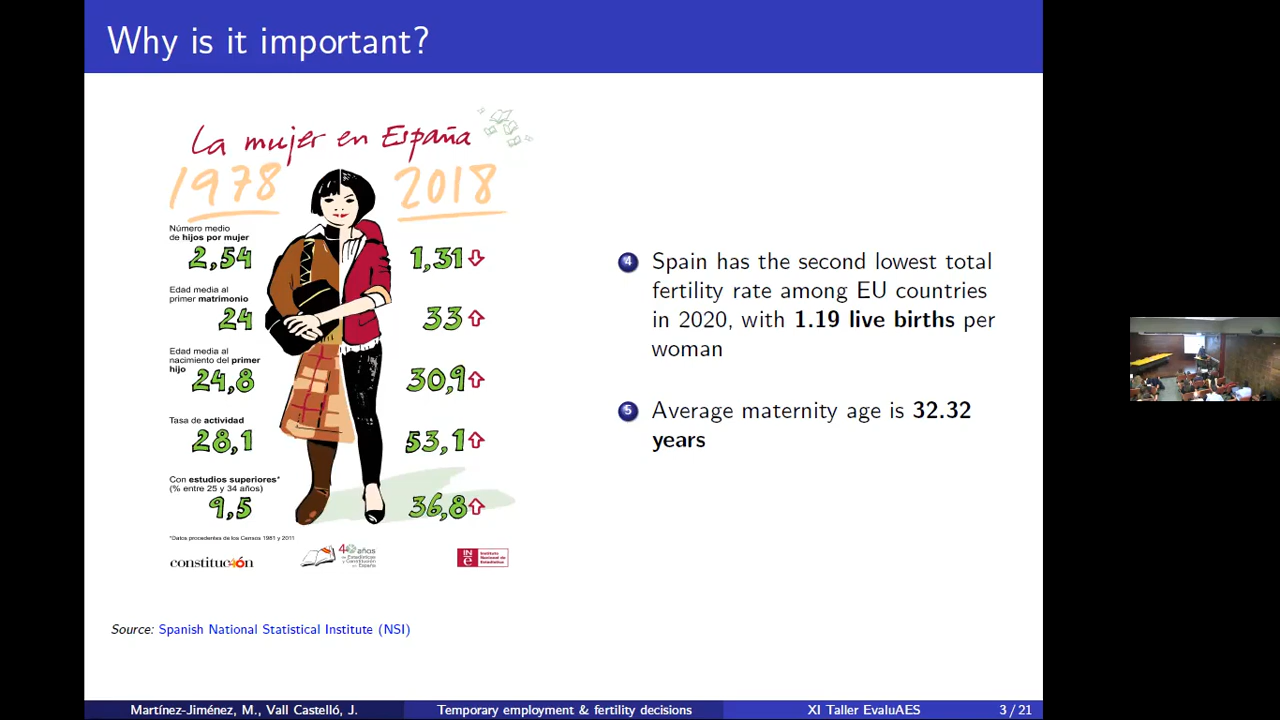 Why is it important?
La mujer en España
1978
2018
Número medio
de hijos por mujer
2,54
1,31
Edad media al
primer matrimonio
24
33
Edad media al
nacimiento del primer
hijo
24,8
30,9
Tasa de actividad
28,1
53,1
Con estudios superiores*
(% entre 25 y 34 años)
9,5
36,8
*Datos procedentes de los Censos 1981 y 2011
constitución
40 años
de Estadísticas
y Constitución
en España
INe
Instituto
Nacional de
Estadística
Source: Spanish National Statistical Institute (NSI)
4 Spain has the second lowest total
fertility rate among EU countries
in 2020, with 1.19 live births per
woman
5 Average maternity age is 32.32
years
Martínez-Jiménez, M., Vall Castelló, J.
Temporary employment & fertility decisions
XI Taller EvaluAES
3 / 21